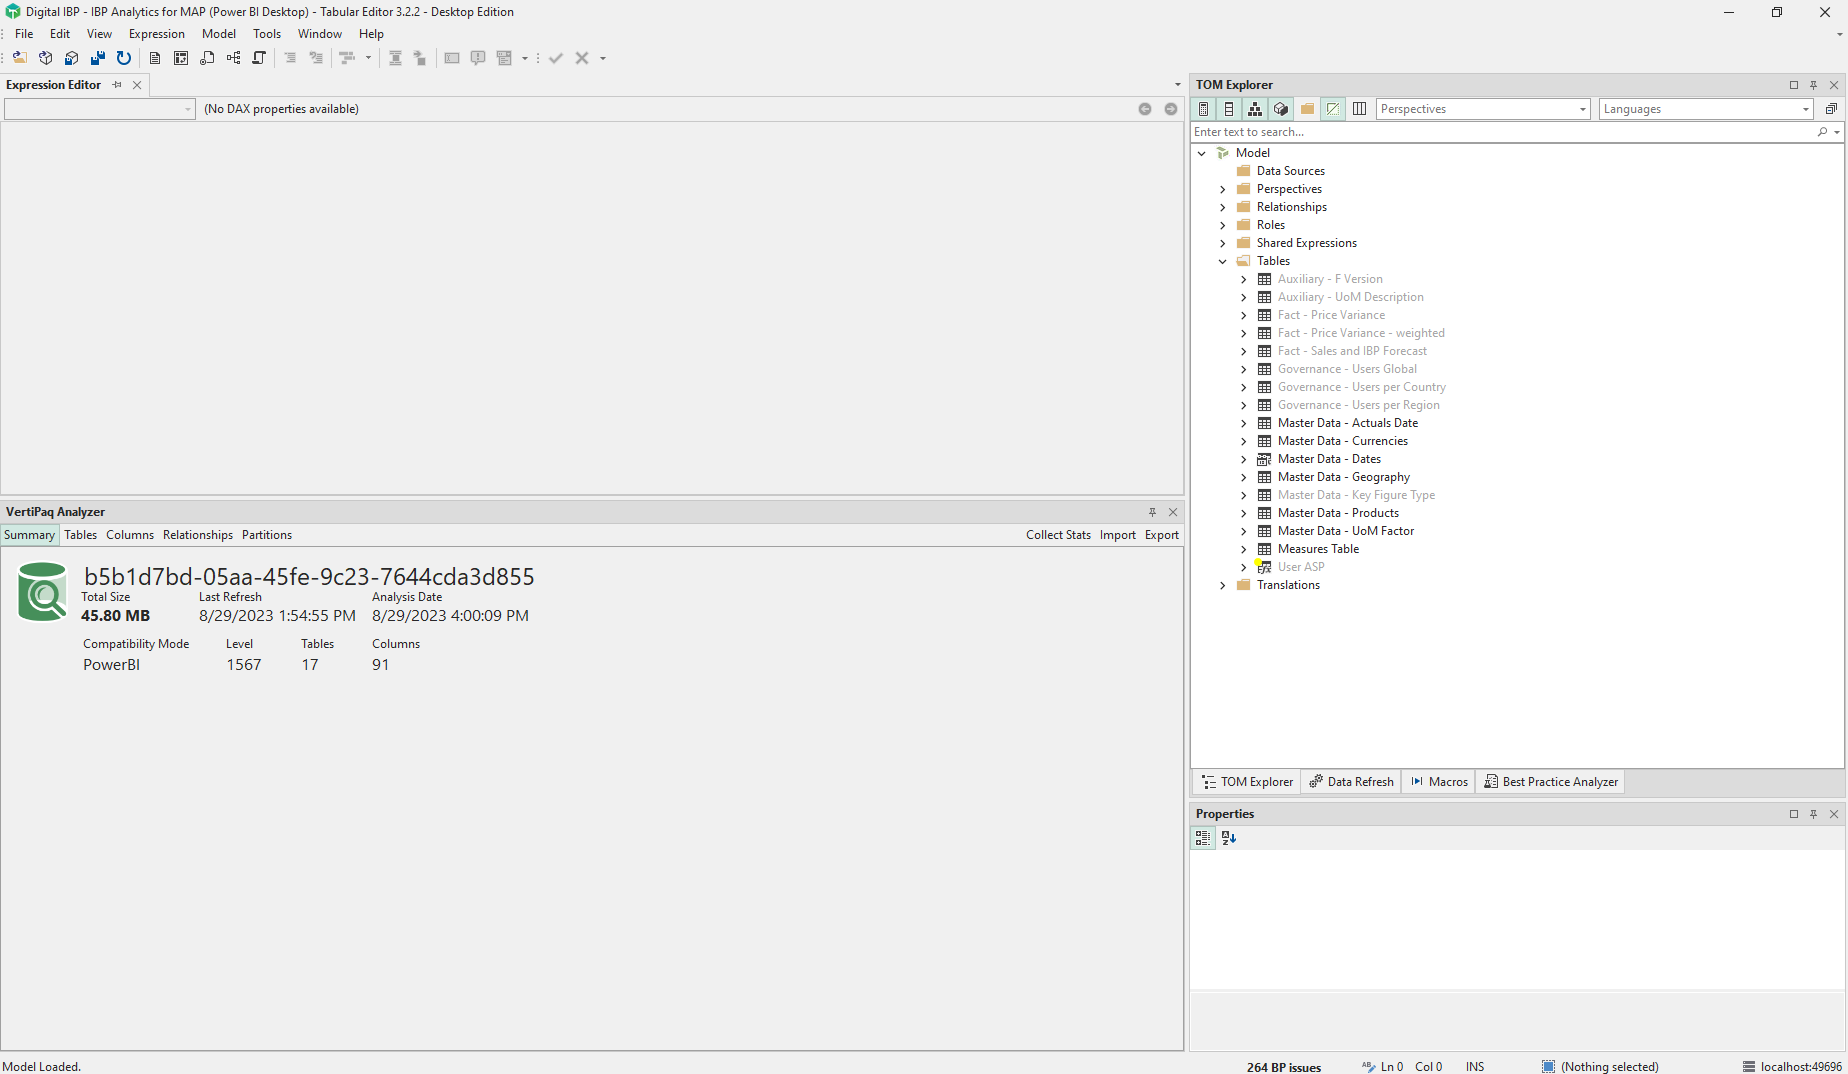 Digital IBP - IBP Analytics for MAP (Power BI Desktop) - Tabular Editor 3.2.2 - Desktop Edition
File Edit View Expression Model Tools Window Help
Expression Editor
(No DAX properties available)
VertiPaq Analyzer
Summary Tables Columns Relationships Partitions Collect Stats Import Export
b5b1d7bd-05aa-45fe-9c23-7644cda3d855
Total Size Last Refresh Analysis Date
45.80 MB 8/29/2023 1:54:55 PM 8/29/2023 4:00:09 PM
Compatibility Mode Level Tables Columns
PowerBI 1567 17 91
TOM Explorer
Perspectives Languages
Enter text to search...
Model
Data Sources
Perspectives
Relationships
Roles
Shared Expressions
Tables
Auxiliary - F Version
Auxiliary - UoM Description
Fact - Price Variance
Fact - Price Variance - weighted
Fact - Sales and IBP Forecast
Governance - Users Global
Governance - Users per Country
Governance - Users per Region
Master Data - Actuals Date
Master Data - Currencies
Master Data - Dates
Master Data - Geography
Master Data - Key Figure Type
Master Data - Products
Master Data - UoM Factor
Measures Table
User ASP
Translations
TOM Explorer Data Refresh Macros Best Practice Analyzer
Properties
Model Loaded. 264 BP issues Ln 0 Col 0 INS (Nothing selected) localhost:49696